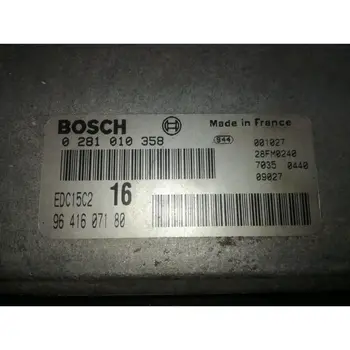 BOSCH Made in France
0 281 010 358 S44 001027
28FM0240
7035 0440
EDC15C2 16 09027
96 416 071 80